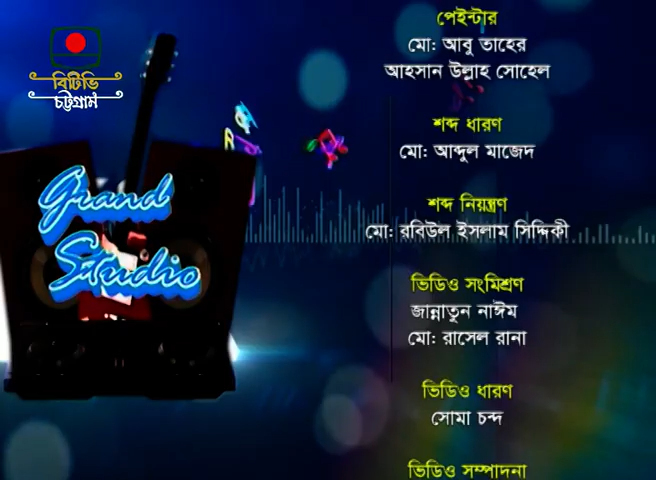 বিটিভি
চট্টগ্রাম
Grand
Studio
পেইন্টার
মো: আবু তাহের
আহসান উল্লাহ সোহেল
শব্দ ধারণ
মো: আব্দুল মাজেদ
শব্দ নিয়ন্ত্রণ
মো: রবিউল ইসলাম সিদ্দিকী
ভিডিও সংমিশ্রণ
জান্নাতুন নাঈম
মো: রাসেল রানা
ভিডিও ধারণ
সোমা চন্দ
ভিডিও সম্পাদনা